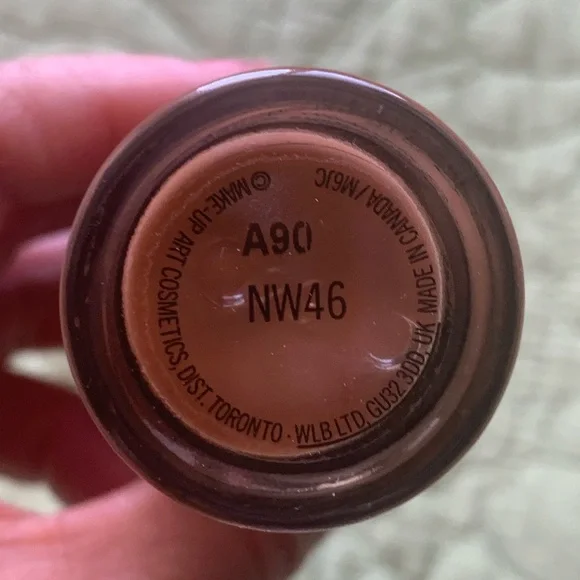 A90
NW46
© MAKE-UP ART COSMETICS, DIST. TORONTO · WLB LTD, GU32 3DD, UK MADE IN CANADA / M6JC